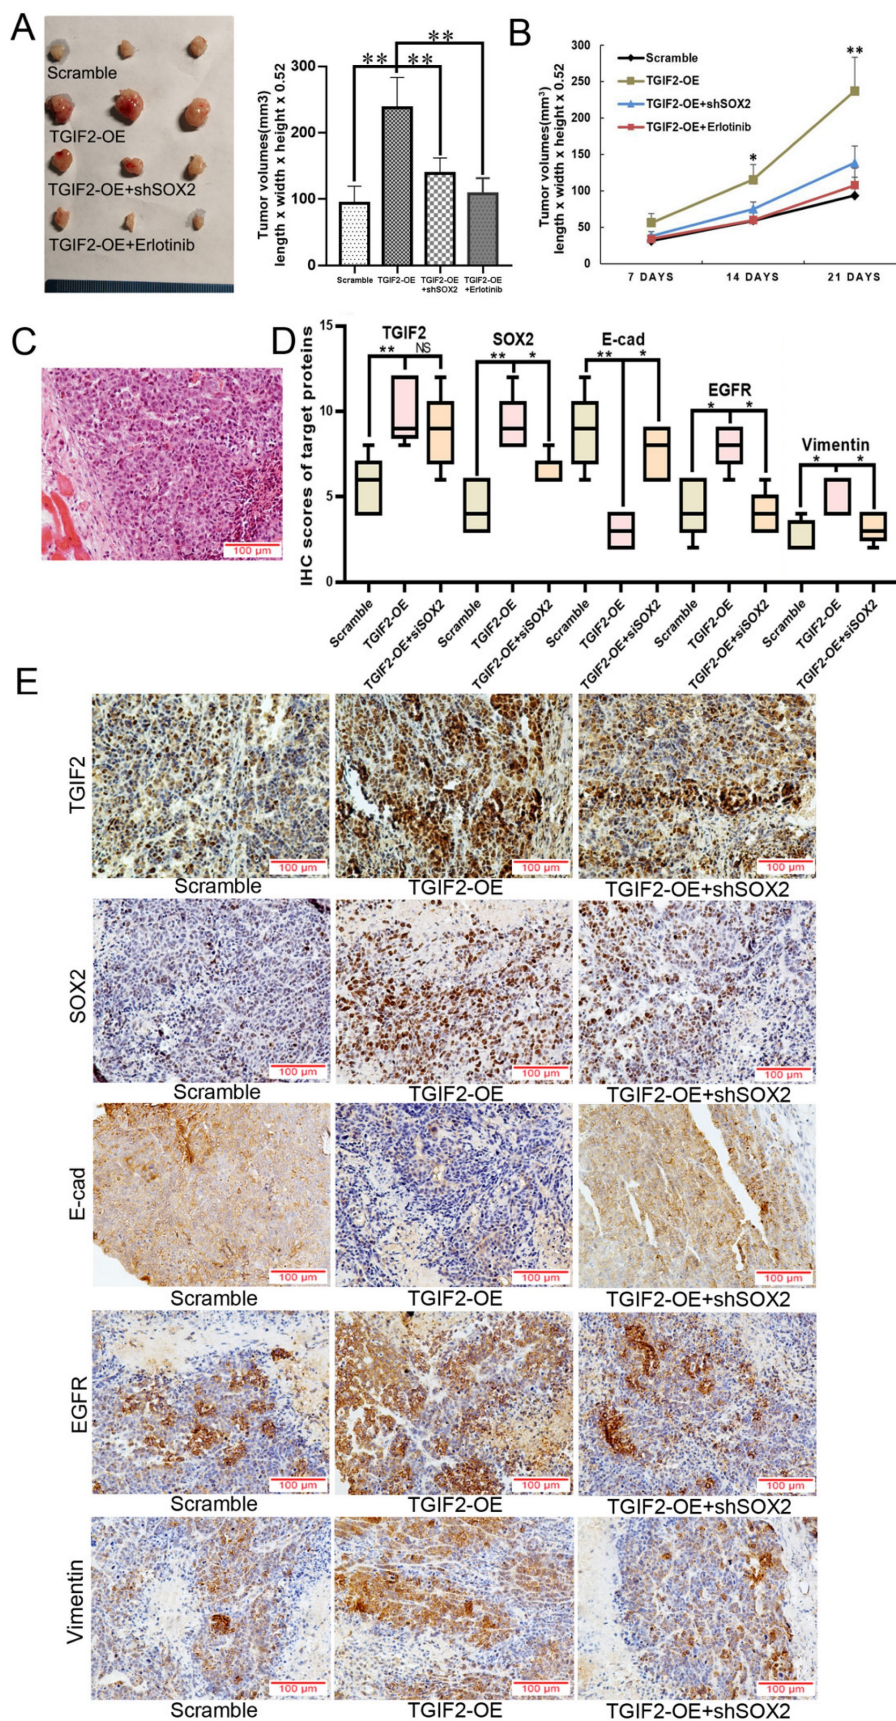 A
Scramble
TGIF2-OE
TGIF2-OE+shSOX2
TGIF2-OE+Erlotinib
Tumor volumes(mm3)
length x width x height x 0.52
300
200
100
0
** **
**
Scramble
TGIF2-OE
TGIF2-OE
+shSOX2
TGIF2-OE
+Erlotinib
B
Tumor volumes(mm3)
length x width x height x 0.52
300
250
200
150
100
50
0
Scramble
TGIF2-OE
TGIF2-OE+shSOX2
TGIF2-OE+Erlotinib
*
**
7 DAYS
14 DAYS
21 DAYS
C
100 µm
D
IHC scores of target proteins
15
10
5
0
TGIF2
** NS
SOX2
** *
E-cad
** *
EGFR
* *
Vimentin
* *
Scramble
TGIF2-OE
TGIF2-OE+siSOX2
Scramble
TGIF2-OE
TGIF2-OE+siSOX2
Scramble
TGIF2-OE
TGIF2-OE+siSOX2
Scramble
TGIF2-OE
TGIF2-OE+siSOX2
Scramble
TGIF2-OE
TGIF2-OE+siSOX2
E
TGIF2
100 µm
100 µm
100 µm
Scramble
TGIF2-OE
TGIF2-OE+shSOX2
SOX2
100 µm
100 µm
100 µm
Scramble
TGIF2-OE
TGIF2-OE+shSOX2
E-cad
100 µm
100 µm
100 µm
Scramble
TGIF2-OE
TGIF2-OE+shSOX2
EGFR
100 µm
100 µm
100 µm
Scramble
TGIF2-OE
TGIF2-OE+shSOX2
Vimentin
100 µm
100 µm
100 µm
Scramble
TGIF2-OE
TGIF2-OE+shSOX2